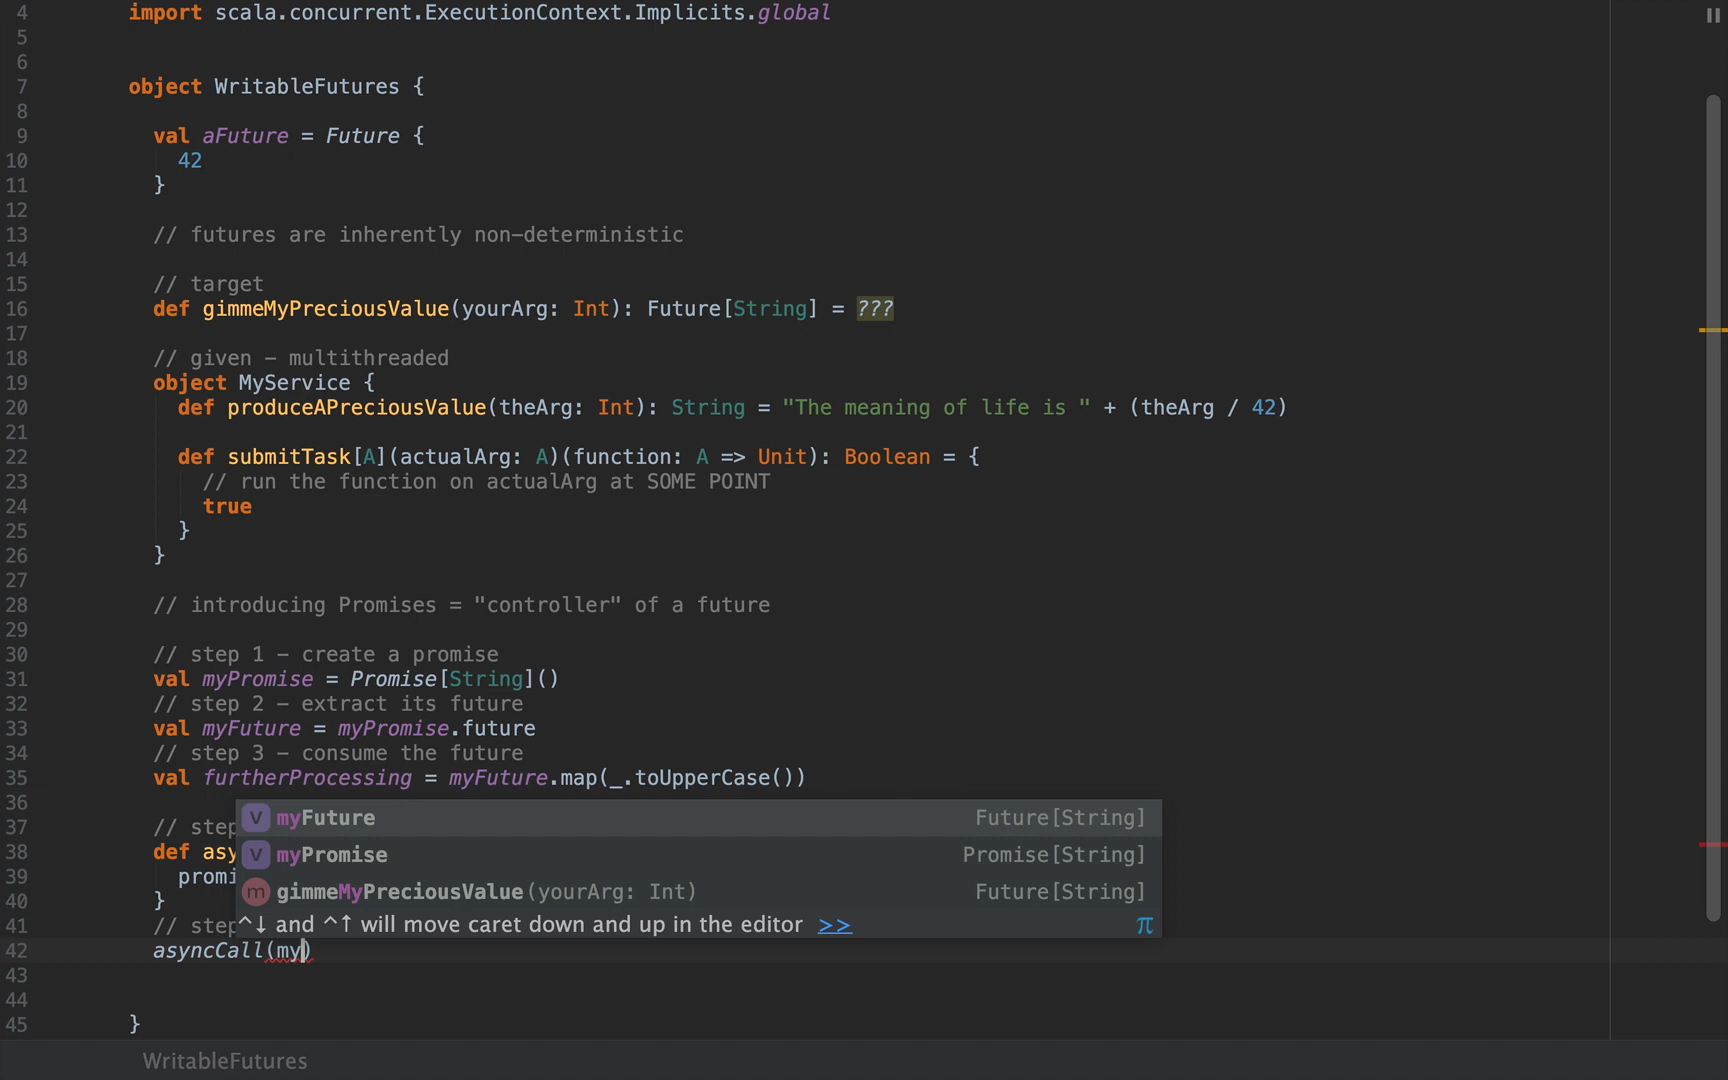 4 import scala.concurrent.ExecutionContext.Implicits.global
5
6
7 object WritableFutures {
8
9 val aFuture = Future {
10 42
11 }
12
13 // futures are inherently non-deterministic
14
15 // target
16 def gimmeMyPreciousValue(yourArg: Int): Future[String] = ???
17
18 // given - multithreaded
19 object MyService {
20 def produceAPreciousValue(theArg: Int): String = "The meaning of life is " + (theArg / 42)
21
22 def submitTask[A](actualArg: A)(function: A => Unit): Boolean = {
23 // run the function on actualArg at SOME POINT
24 true
25 }
26 }
27
28 // introducing Promises = "controller" of a future
29
30 // step 1 - create a promise
31 val myPromise = Promise[String]()
32 // step 2 - extract its future
33 val myFuture = myPromise.future
34 // step 3 - consume the future
35 val furtherProcessing = myFuture.map(_.toUpperCase())
36
V myFuture Future[String]
37 // step
38 def asy
V myPromise Promise[String]
39 promi
m gimmeMyPreciousValue(yourArg: Int) Future[String]
40 }
41 // step
^↓ and ^↑ will move caret down and up in the editor >> π
42 asyncCall(my)
43
44
45 }
WritableFutures